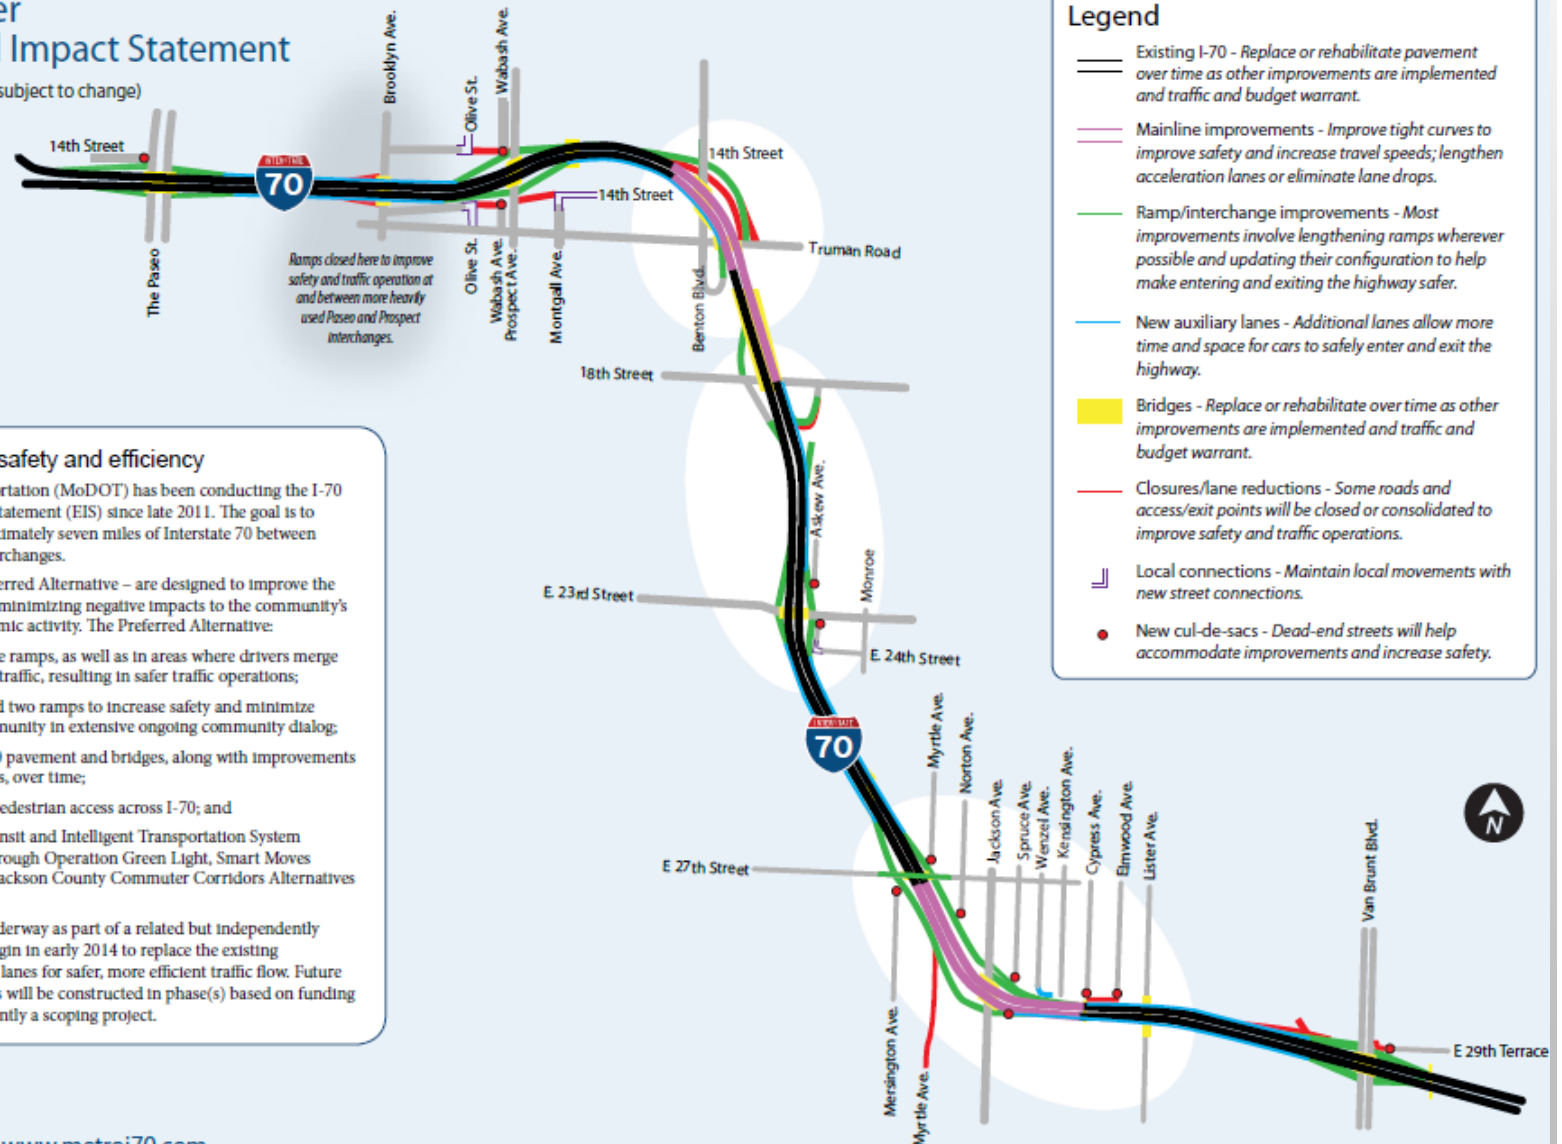 er
Impact Statement
subject to change)
14th Street
The Paseo
INTERSTATE
70
Brooklyn Ave.
Olive St.
Wabash Ave.
14th Street
14th Street
Truman Road
Olive St.
Wabash Ave.
Prospect Ave.
Montgall Ave.
Benton Blvd.
Ramps closed here to improve
safety and traffic operation at
and between more heavily
used Paseo and Prospect
interchanges.
18th Street
Askew Ave.
Monroe
E. 23rd Street
E. 24th Street
INTERSTATE
70
Myrtle Ave.
Norton Ave.
Jackson Ave.
Spruce Ave.
Wenzel Ave.
Kensington Ave.
Cypress Ave.
Elmwood Ave.
Lister Ave.
Van Brunt Blvd.
E 27th Street
Mersington Ave.
Myrtle Ave.
E 29th Terrace
N
safety and efficiency
rtation (MoDOT) has been conducting the I-70
tatement (EIS) since late 2011. The goal is to
timately seven miles of Interstate 70 between
rchanges.
erred Alternative – are designed to improve the
minimizing negative impacts to the community's
mic activity. The Preferred Alternative:
e ramps, as well as in areas where drivers merge
traffic, resulting in safer traffic operations;
d two ramps to increase safety and minimize
munity in extensive ongoing community dialog;
pavement and bridges, along with improvements
s, over time;
edestrian access across I-70; and
nsit and Intelligent Transportation System
rough Operation Green Light, Smart Moves
ackson County Commuter Corridors Alternatives
derway as part of a related but independently
gin in early 2014 to replace the existing
lanes for safer, more efficient traffic flow. Future
s will be constructed in phase(s) based on funding
ntly a scoping project.
www.metroi70.com
Legend
Existing I-70 - Replace or rehabilitate pavement
over time as other improvements are implemented
and traffic and budget warrant.
Mainline improvements - Improve tight curves to
improve safety and increase travel speeds; lengthen
acceleration lanes or eliminate lane drops.
Ramp/interchange improvements - Most
improvements involve lengthening ramps wherever
possible and updating their configuration to help
make entering and exiting the highway safer.
New auxiliary lanes - Additional lanes allow more
time and space for cars to safely enter and exit the
highway.
Bridges - Replace or rehabilitate over time as other
improvements are implemented and traffic and
budget warrant.
Closures/lane reductions - Some roads and
access/exit points will be closed or consolidated to
improve safety and traffic operations.
Local connections - Maintain local movements with
new street connections.
New cul-de-sacs - Dead-end streets will help
accommodate improvements and increase safety.